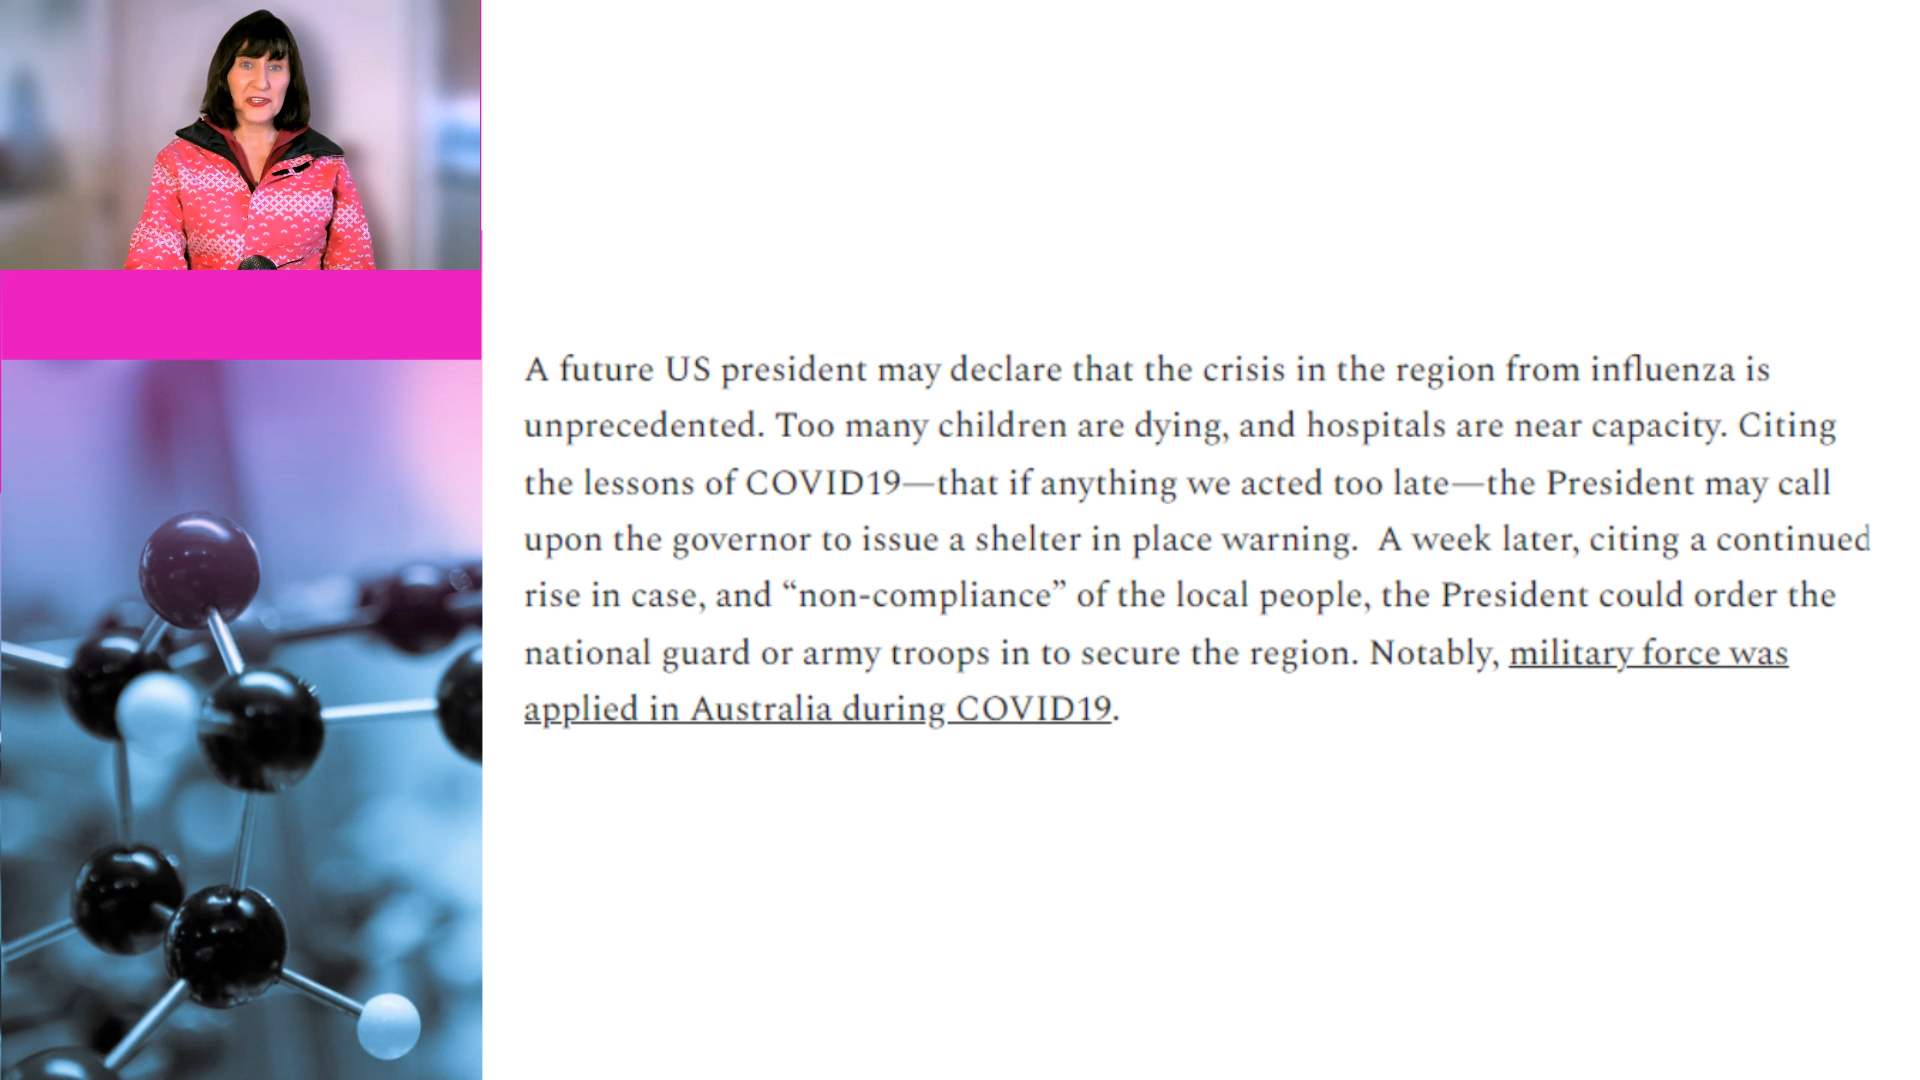 A future US president may declare that the crisis in the region from influenza is
unprecedented. Too many children are dying, and hospitals are near capacity. Citing
the lessons of COVID19—that if anything we acted too late—the President may call
upon the governor to issue a shelter in place warning.  A week later, citing a continued
rise in case, and “non-compliance” of the local people, the President could order the
national guard or army troops in to secure the region. Notably, military force was
applied in Australia during COVID19.